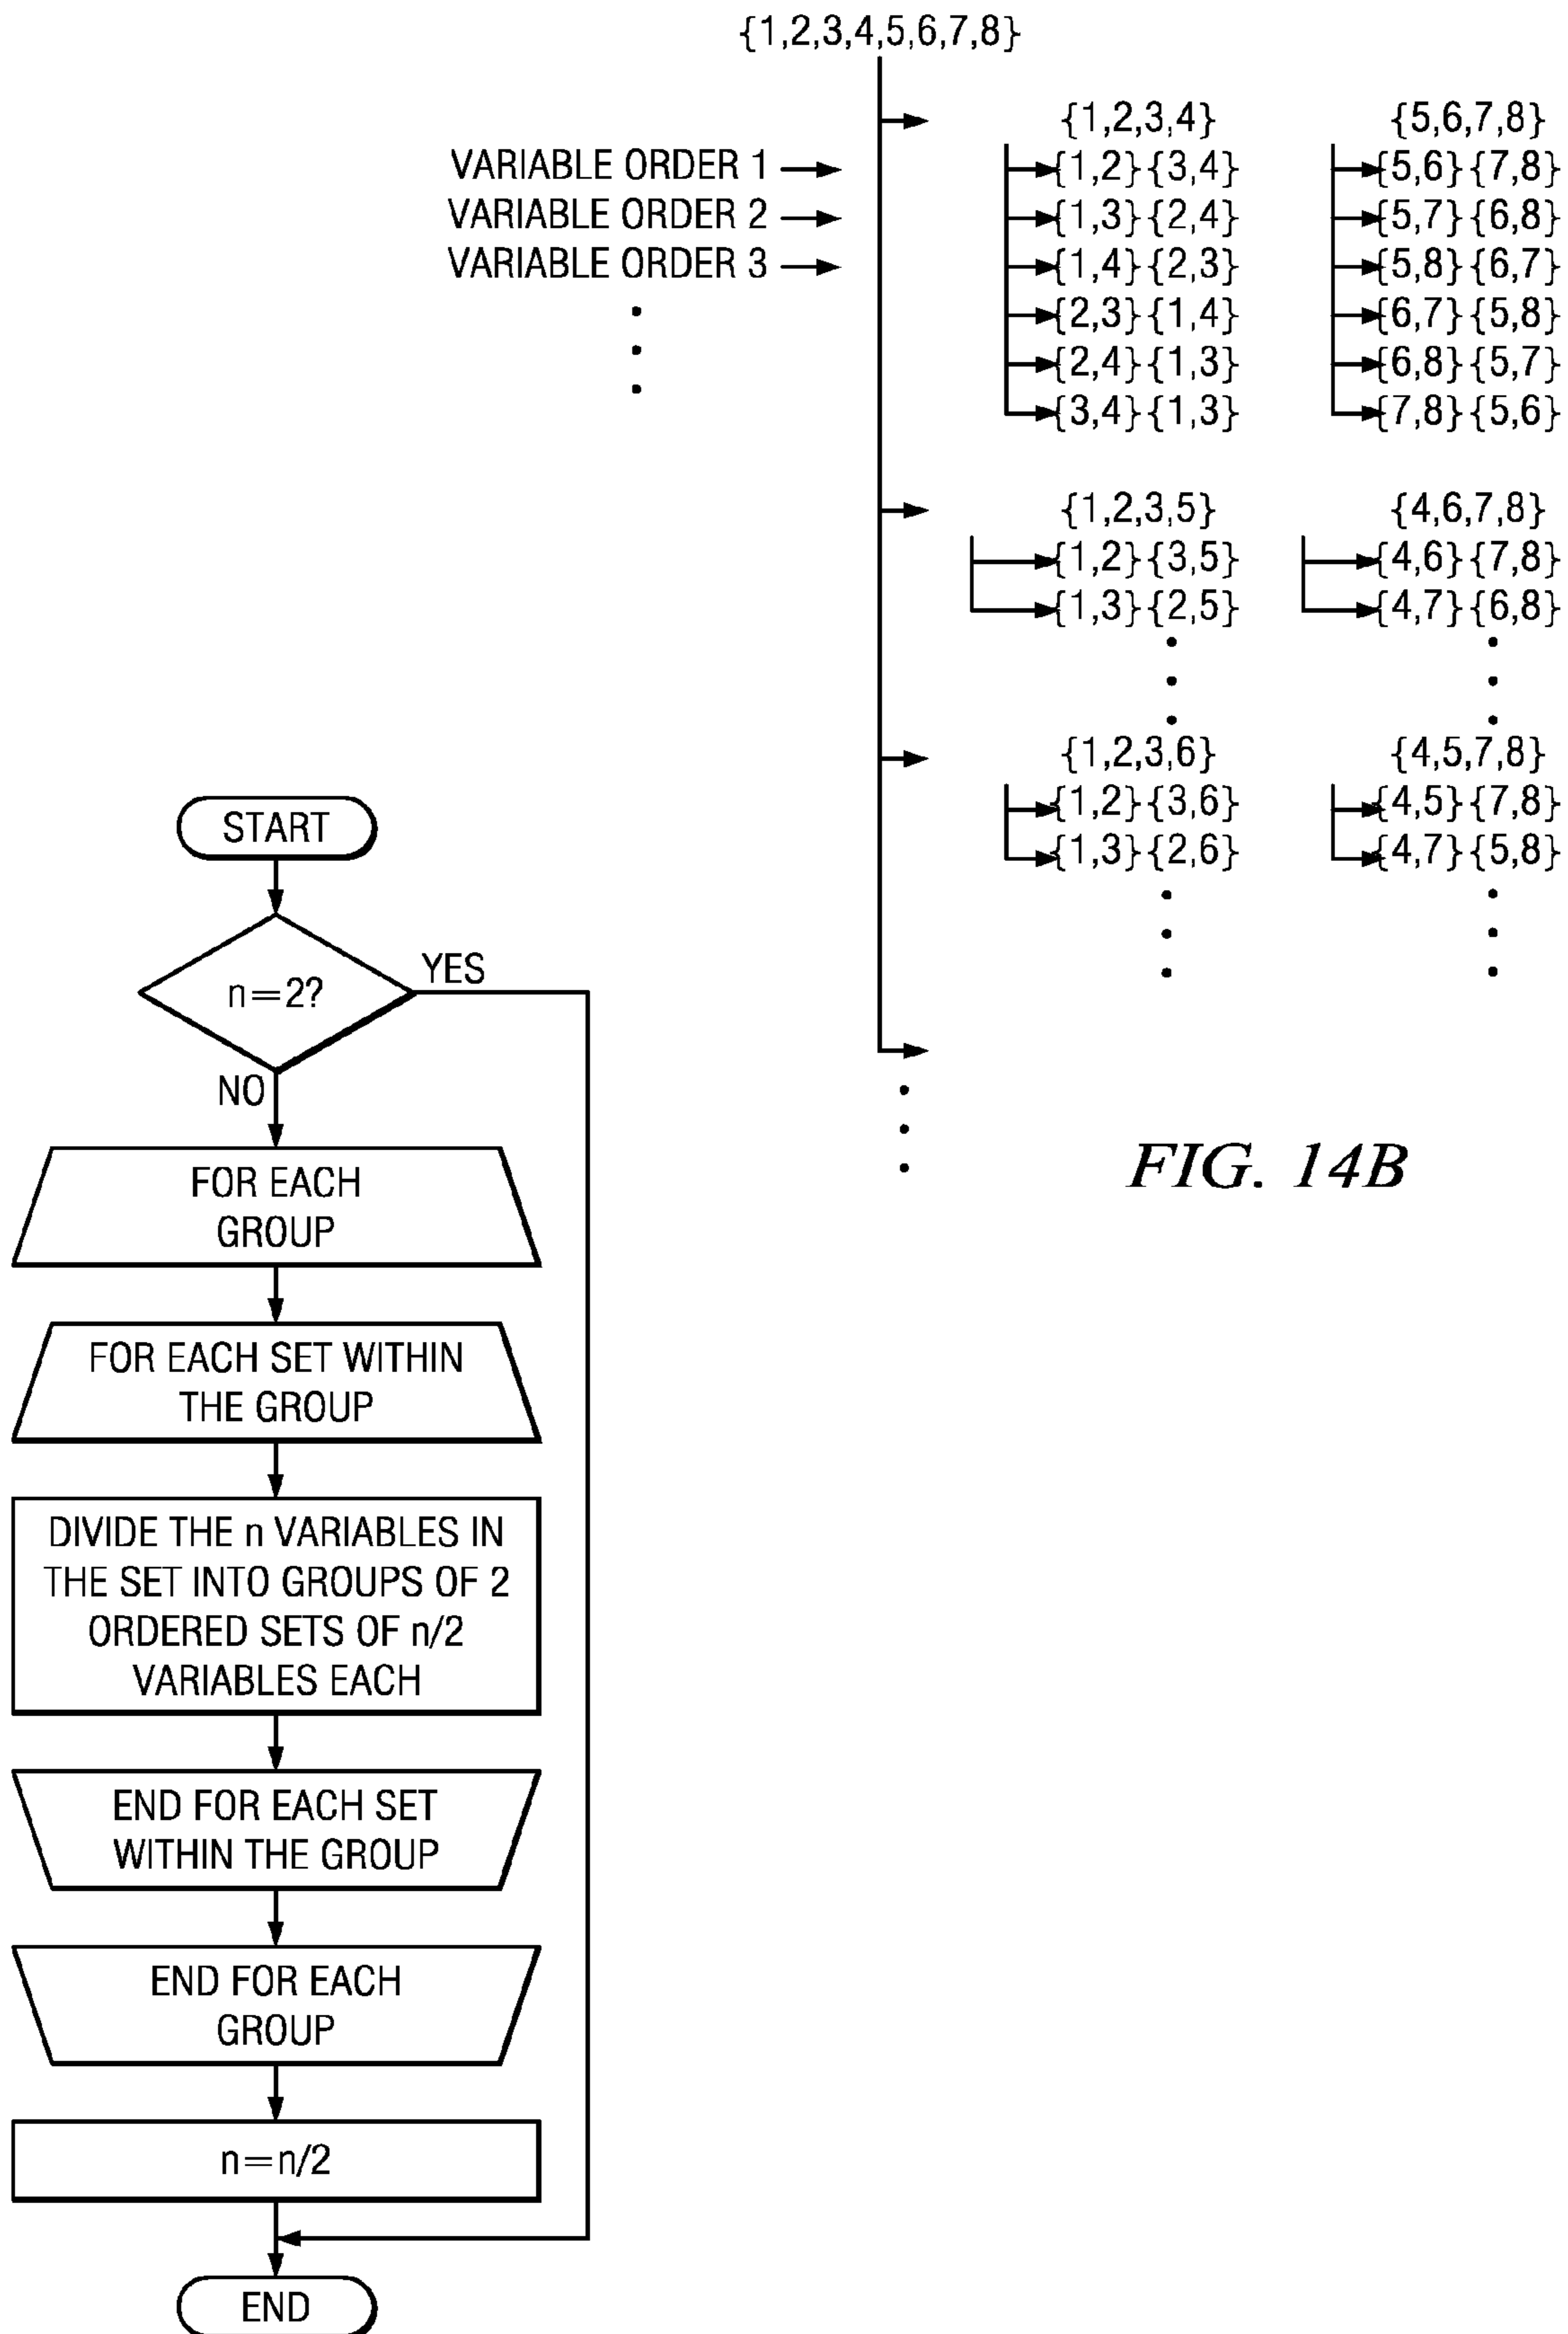 {1,2,3,4,5,6,7,8}
{1,2,3,4} {5,6,7,8}
VARIABLE ORDER 1 {1,2} {3,4} {5,6} {7,8}
VARIABLE ORDER 2 {1,3} {2,4} {5,7} {6,8}
VARIABLE ORDER 3 {1,4} {2,3} {5,8} {6,7}
{2,3} {1,4} {6,7} {5,8}
{2,4} {1,3} {6,8} {5,7}
{3,4} {1,3} {7,8} {5,6}
{1,2,3,5} {4,6,7,8}
{1,2} {3,5} {4,6} {7,8}
{1,3} {2,5} {4,7} {6,8}
{1,2,3,6} {4,5,7,8}
{1,2} {3,6} {4,5} {7,8}
{1,3} {2,6} {4,7} {5,8}
FIG. 14B
START
n=2?
YES
NO
FOR EACH
GROUP
FOR EACH SET WITHIN
THE GROUP
DIVIDE THE n VARIABLES IN
THE SET INTO GROUPS OF 2
ORDERED SETS OF n/2
VARIABLES EACH
END FOR EACH SET
WITHIN THE GROUP
END FOR EACH
GROUP
n=n/2
END